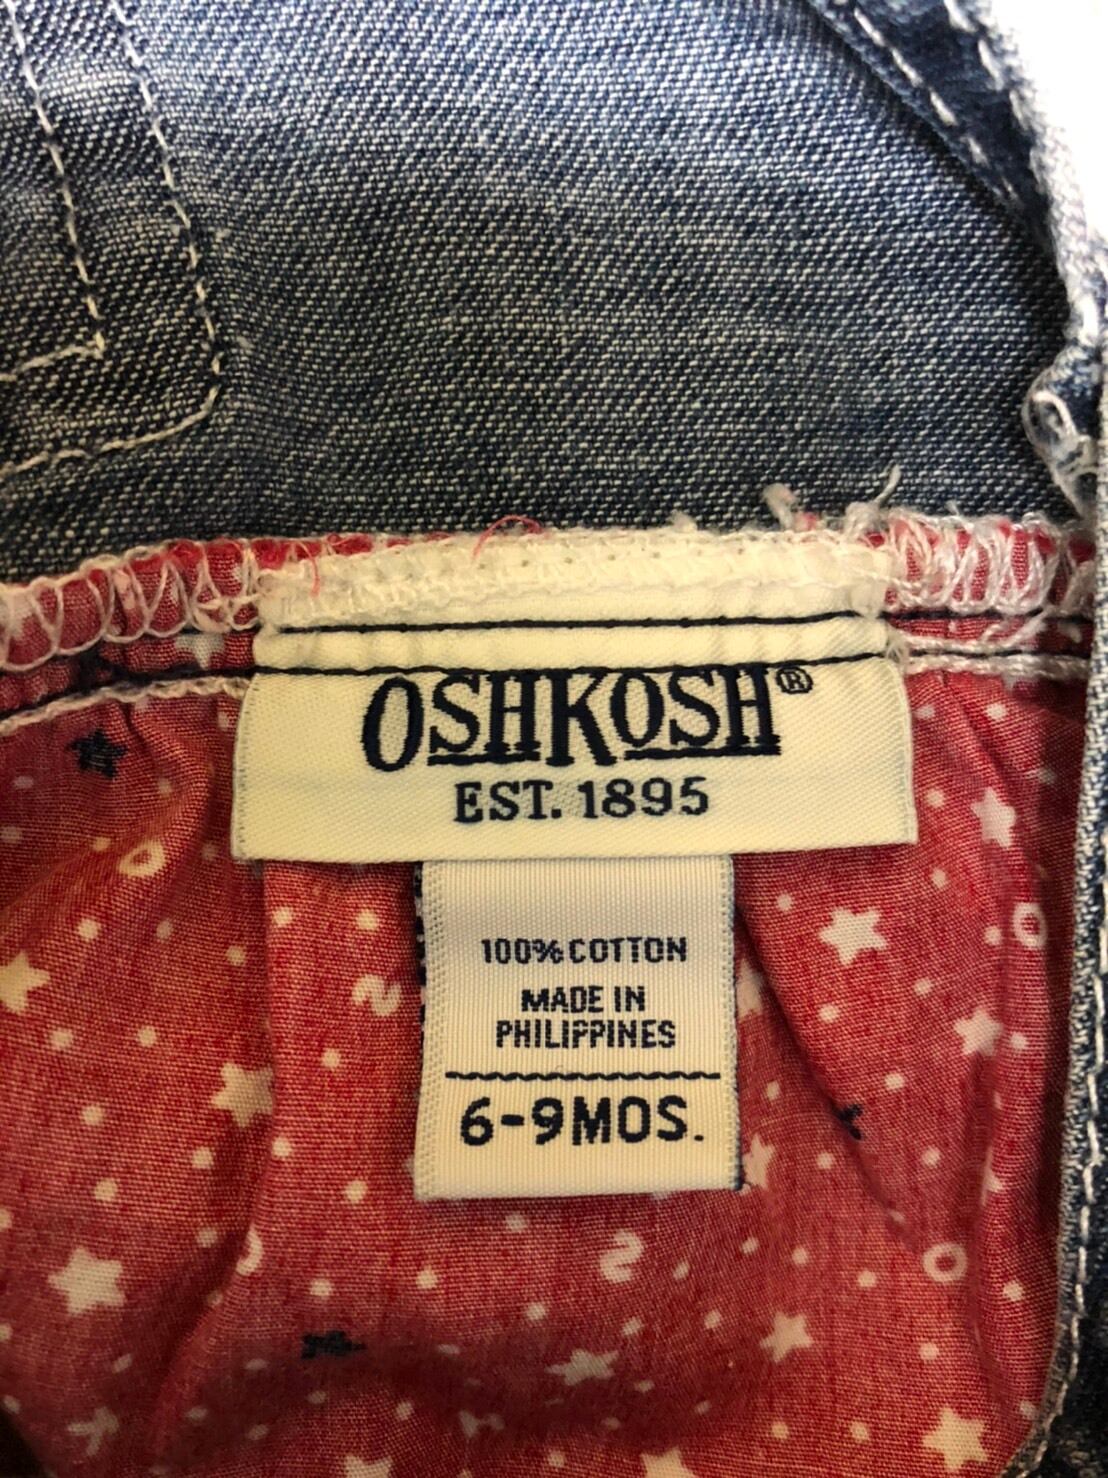 OSHKOSH®
EST. 1895
100% COTTON
MADE IN
PHILIPPINES
6-9MOS.